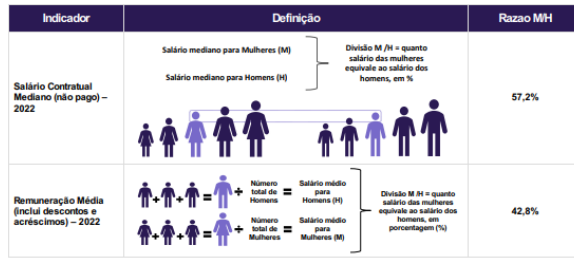 Indicador
Definição
Razao M/H
Salário Contratual
Mediano (não pago) –
2022
Salário mediano para Mulheres (M)
Salário mediano para Homens (H)
Divisão M /H = quanto
salário das mulheres
equivale ao salário dos
homens, em %
57,2%
Remuneração Média
(inclui descontos e
acréscimos) – 2022
+ + = ÷
Número
total de
Homens
=
Salário médio
para
Homens (H)
+ + = ÷
Número
total de
Mulheres
=
Salário médio
para
Mulheres (M)
Divisão M /H = quanto
salário das mulheres
equivale ao salário dos
homens, em
porcentagem (%)
42,8%